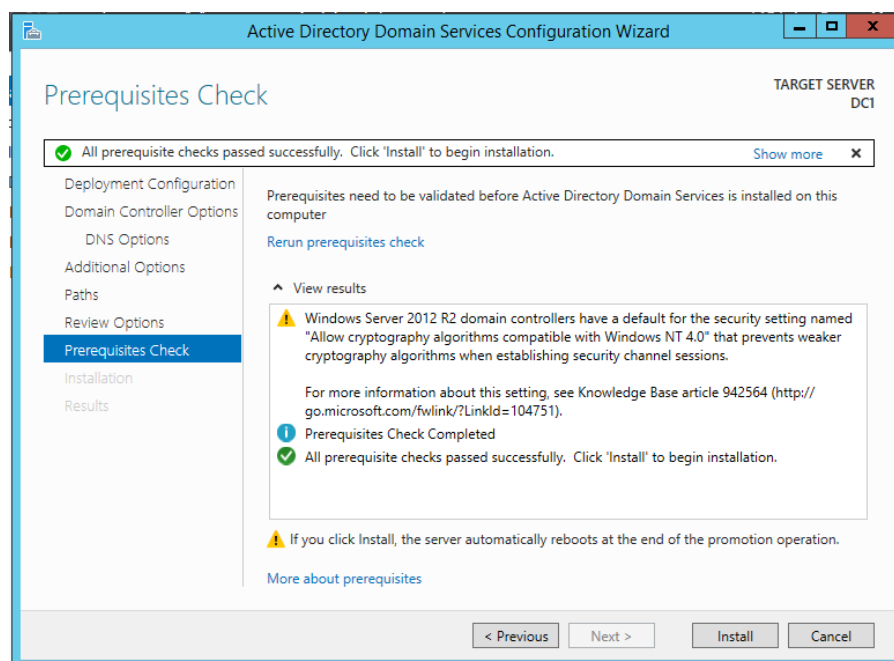 Active Directory Domain Services Configuration Wizard
Prerequisites Check
TARGET SERVER
DC1
All prerequisite checks passed successfully. Click 'Install' to begin installation.
Show more
Deployment Configuration
Domain Controller Options
DNS Options
Additional Options
Paths
Review Options
Prerequisites Check
Installation
Results
Prerequisites need to be validated before Active Directory Domain Services is installed on this
computer
Rerun prerequisites check
View results
Windows Server 2012 R2 domain controllers have a default for the security setting named
"Allow cryptography algorithms compatible with Windows NT 4.0" that prevents weaker
cryptography algorithms when establishing security channel sessions.
For more information about this setting, see Knowledge Base article 942564 (http://
go.microsoft.com/fwlink/?LinkId=104751).
Prerequisites Check Completed
All prerequisite checks passed successfully. Click 'Install' to begin installation.
If you click Install, the server automatically reboots at the end of the promotion operation.
More about prerequisites
< Previous
Next >
Install
Cancel